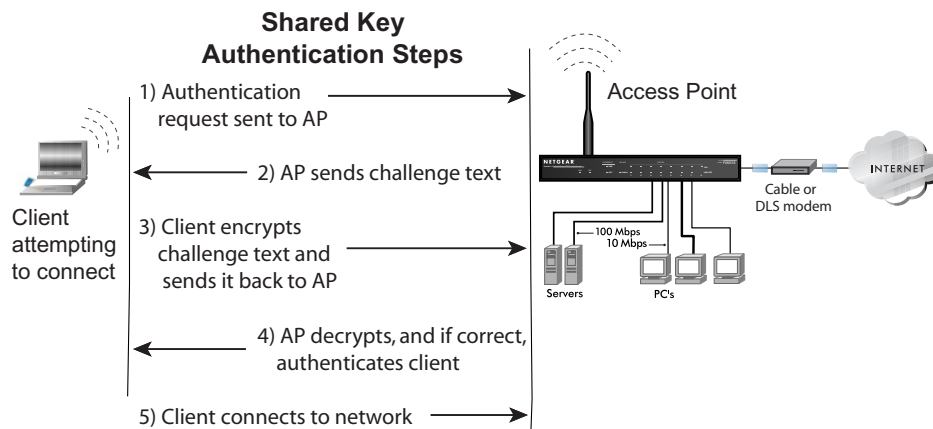 Shared Key
Authentication Steps
1) Authentication
request sent to AP
Access Point
2) AP sends challenge text
NETGEAR
INTERNET
Cable or
DLS modem
Client
attempting
to connect
3) Client encrypts
challenge text and
sends it back to AP
100 Mbps
10 Mbps
Servers
PC's
4) AP decrypts, and if correct,
authenticates client
5) Client connects to network